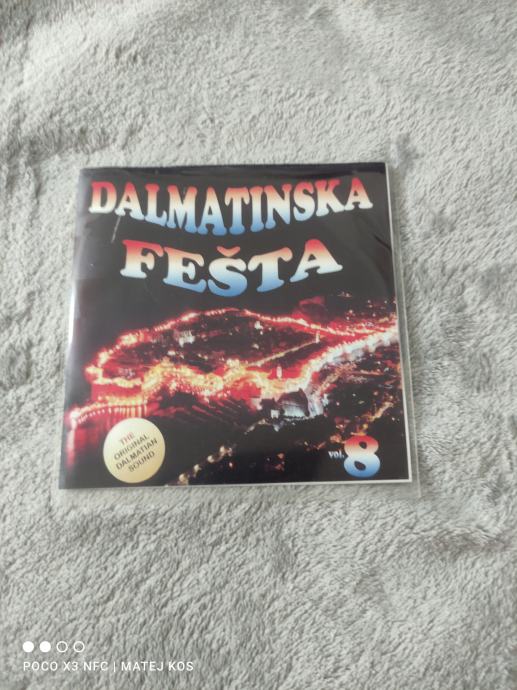 DALMATINSKA
FEŠTA
THE
ORIGINAL
DALMATIAN
SOUND
vol. 8
POCO X3 NFC | MATEJ KOS